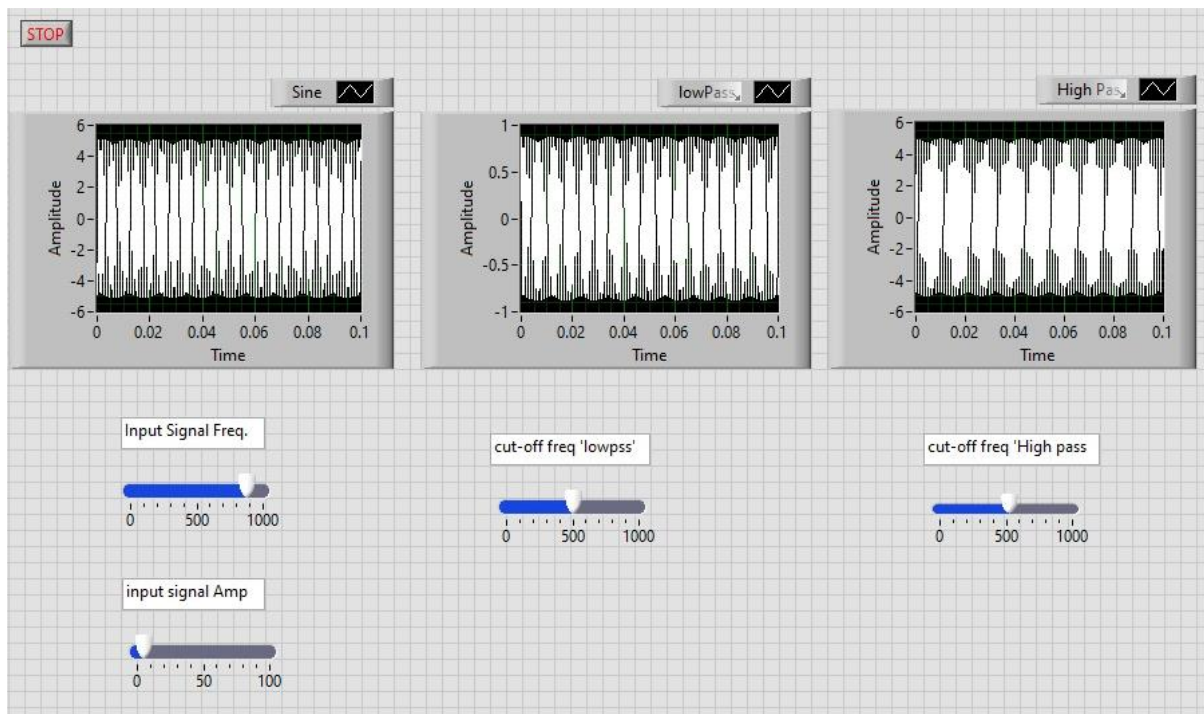 STOP
Sine
lowPass
High Pas
6
4
2
0
-2
-4
-6
Amplitude
0 0.02 0.04 0.06 0.08 0.1
Time
1
0.5
0
-0.5
-1
Amplitude
0 0.02 0.04 0.06 0.08 0.1
Time
6
4
2
0
-2
-4
-6
Amplitude
0 0.02 0.04 0.06 0.08 0.1
Time
Input Signal Freq.
0 500 1000
cut-off freq 'lowpss'
0 500 1000
cut-off freq 'High pass
0 500 1000
input signal Amp
0 50 100